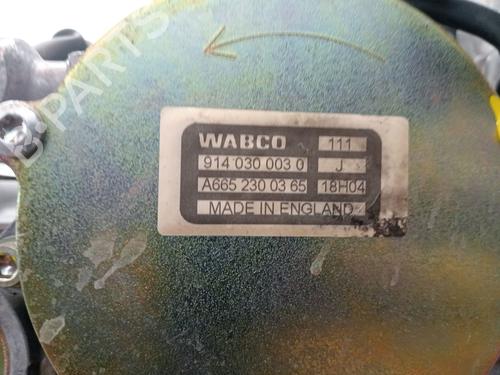 B-PARTS
WABCO 111
914 030 003 0 J
A665 230 03 65 18H04
MADE IN ENGLAND